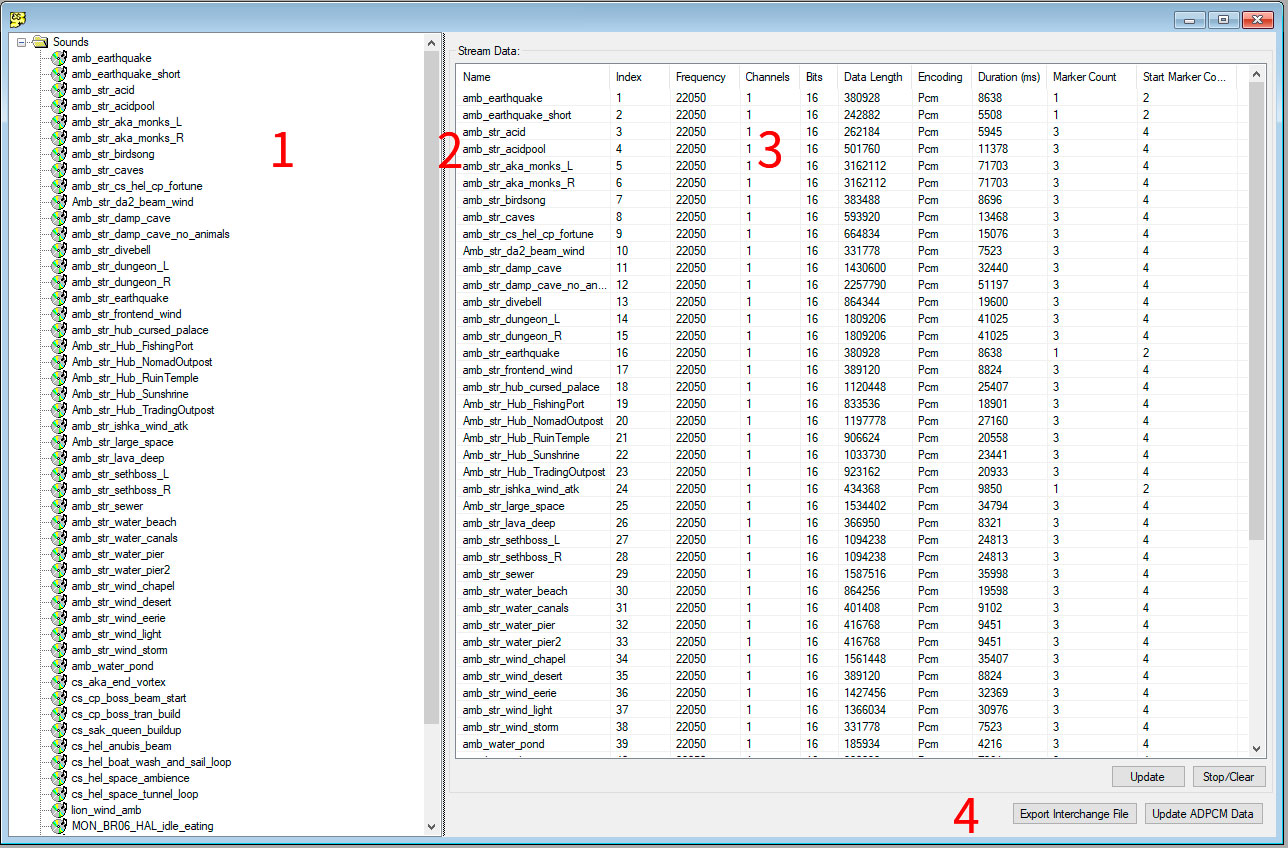 CS
Sounds
amb_earthquake
amb_earthquake_short
amb_str_acid
amb_str_acidpool
amb_str_aka_monks_L
amb_str_aka_monks_R
amb_str_birdsong
amb_str_caves
amb_str_cs_hel_cp_fortune
Amb_str_da2_beam_wind
amb_str_damp_cave
amb_str_damp_cave_no_animals
amb_str_divebell
amb_str_dungeon_L
amb_str_dungeon_R
amb_str_earthquake
amb_str_frontend_wind
amb_str_hub_cursed_palace
Amb_str_Hub_FishingPort
Amb_str_Hub_NomadOutpost
Amb_str_Hub_RuinTemple
Amb_str_Hub_Sunshrine
Amb_str_Hub_TradingOutpost
amb_str_ishka_wind_atk
Amb_str_large_space
amb_str_lava_deep
amb_str_sethboss_L
amb_str_sethboss_R
amb_str_sewer
amb_str_water_beach
amb_str_water_canals
amb_str_water_pier
amb_str_water_pier2
amb_str_wind_chapel
amb_str_wind_desert
amb_str_wind_eerie
amb_str_wind_light
amb_str_wind_storm
amb_water_pond
cs_aka_end_vortex
cs_cp_boss_beam_start
cs_cp_boss_tran_build
cs_sak_queen_buildup
cs_hel_anubis_beam
cs_hel_boat_wash_and_sail_loop
cs_hel_space_ambience
cs_hel_space_tunnel_loop
lion_wind_amb
MON_BR06_HAL_idle_eating
1
2
Stream Data:
Name Index Frequency Channels Bits Data Length Encoding Duration (ms) Marker Count Start Marker Co...
amb_earthquake 1 22050 1 16 380928 Pcm 8638 1 2
amb_earthquake_short 2 22050 1 16 242882 Pcm 5508 1 2
amb_str_acid 3 22050 1 16 262184 Pcm 5945 3 4
amb_str_acidpool 4 22050 1 16 501760 Pcm 11378 3 4
amb_str_aka_monks_L 5 22050 1 16 3162112 Pcm 71703 3 4
amb_str_aka_monks_R 6 22050 1 16 3162112 Pcm 71703 3 4
amb_str_birdsong 7 22050 1 16 383488 Pcm 8696 3 4
amb_str_caves 8 22050 1 16 593920 Pcm 13468 3 4
amb_str_cs_hel_cp_fortune 9 22050 1 16 664834 Pcm 15076 3 4
Amb_str_da2_beam_wind 10 22050 1 16 331778 Pcm 7523 3 4
amb_str_damp_cave 11 22050 1 16 1430600 Pcm 32440 3 4
amb_str_damp_cave_no_an... 12 22050 1 16 2257790 Pcm 51197 3 4
amb_str_divebell 13 22050 1 16 864344 Pcm 19600 3 4
amb_str_dungeon_L 14 22050 1 16 1809206 Pcm 41025 3 4
amb_str_dungeon_R 15 22050 1 16 1809206 Pcm 41025 3 4
amb_str_earthquake 16 22050 1 16 380928 Pcm 8638 1 2
amb_str_frontend_wind 17 22050 1 16 389120 Pcm 8824 3 4
amb_str_hub_cursed_palace 18 22050 1 16 1120448 Pcm 25407 3 4
Amb_str_Hub_FishingPort 19 22050 1 16 833536 Pcm 18901 3 4
Amb_str_Hub_NomadOutpost 20 22050 1 16 1197778 Pcm 27160 3 4
Amb_str_Hub_RuinTemple 21 22050 1 16 906624 Pcm 20558 3 4
Amb_str_Hub_Sunshrine 22 22050 1 16 1033730 Pcm 23441 3 4
Amb_str_Hub_TradingOutpost 23 22050 1 16 923162 Pcm 20933 3 4
amb_str_ishka_wind_atk 24 22050 1 16 434368 Pcm 9850 1 2
Amb_str_large_space 25 22050 1 16 1534402 Pcm 34794 3 4
amb_str_lava_deep 26 22050 1 16 366950 Pcm 8321 3 4
amb_str_sethboss_L 27 22050 1 16 1094238 Pcm 24813 3 4
amb_str_sethboss_R 28 22050 1 16 1094238 Pcm 24813 3 4
amb_str_sewer 29 22050 1 16 1587516 Pcm 35998 3 4
amb_str_water_beach 30 22050 1 16 864256 Pcm 19598 3 4
amb_str_water_canals 31 22050 1 16 401408 Pcm 9102 3 4
amb_str_water_pier 32 22050 1 16 416768 Pcm 9451 3 4
amb_str_water_pier2 33 22050 1 16 416768 Pcm 9451 3 4
amb_str_wind_chapel 34 22050 1 16 1561448 Pcm 35407 3 4
amb_str_wind_desert 35 22050 1 16 389120 Pcm 8824 3 4
amb_str_wind_eerie 36 22050 1 16 1427456 Pcm 32369 3 4
amb_str_wind_light 37 22050 1 16 1366034 Pcm 30976 3 4
amb_str_wind_storm 38 22050 1 16 331778 Pcm 7523 3 4
amb_water_pond 39 22050 1 16 185934 Pcm 4216 3 4
3
Update Stop/Clear
4
Export Interchange File Update ADPCM Data